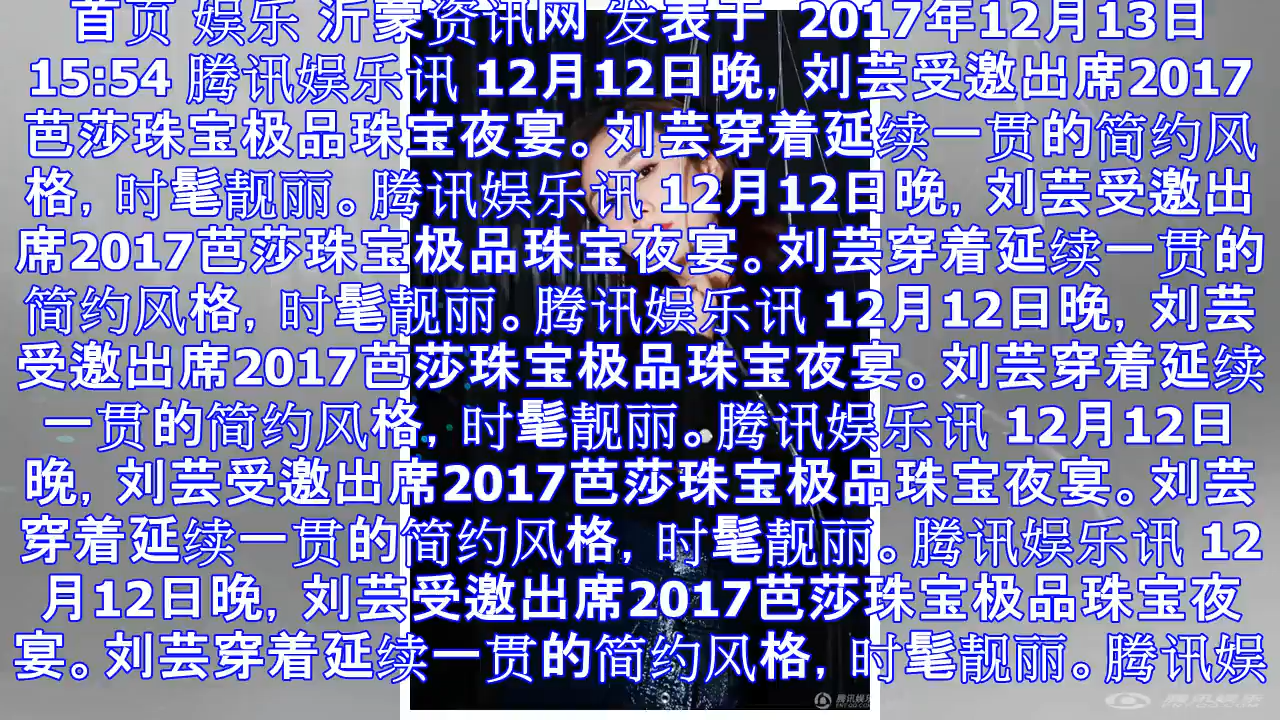 首页 娱乐 沂蒙资讯网 发表于 2017年12月13日
15:54 腾讯娱乐讯 12月12日晚, 刘芸受邀出席2017
芭莎珠宝极品珠宝夜宴。刘芸穿着延续一贯的简约风
格, 时髦靓丽。腾讯娱乐讯 12月12日晚, 刘芸受邀出
席2017芭莎珠宝极品珠宝夜宴。刘芸穿着延续一贯的
简约风格, 时髦靓丽。腾讯娱乐讯 12月12日晚, 刘芸
受邀出席2017芭莎珠宝极品珠宝夜宴。刘芸穿着延续
一贯的简约风格, 时髦靓丽。腾讯娱乐讯 12月12日
晚, 刘芸受邀出席2017芭莎珠宝极品珠宝夜宴。刘芸
穿着延续一贯的简约风格, 时髦靓丽。腾讯娱乐讯 12
月12日晚, 刘芸受邀出席2017芭莎珠宝极品珠宝夜
宴。刘芸穿着延续一贯的简约风格, 时髦靓丽。腾讯娱